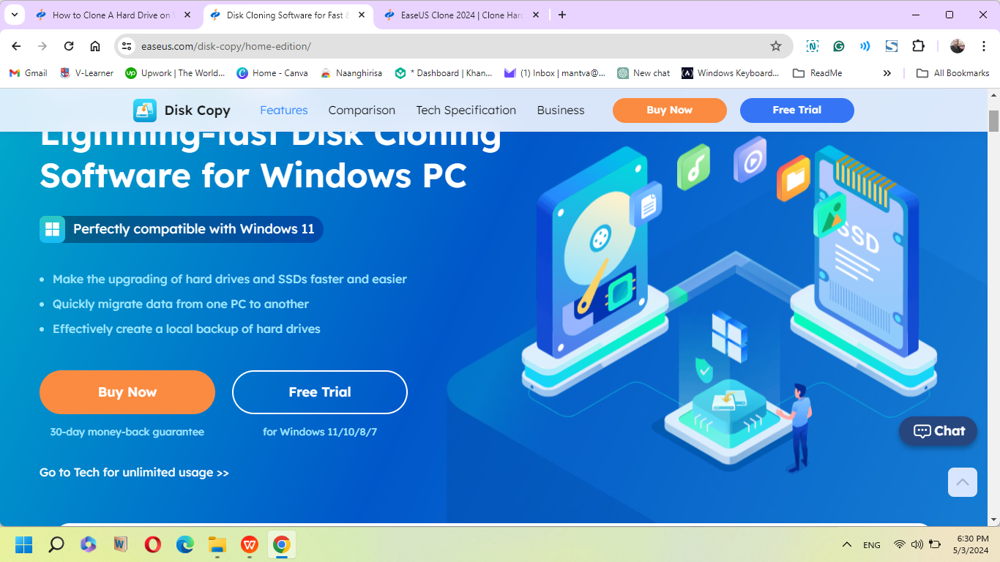 How to Clone A Hard Drive on
Disk Cloning Software for Fast &
EaseUS Clone 2024 | Clone Har
easeus.com/disk-copy/home-edition/
Gmail
V-Learner
Upwork | The World...
Home - Canva
Naanghirisa
* Dashboard | Khan...
(1) Inbox | mantva@...
New chat
Windows Keyboard...
ReadMe
All Bookmarks
Disk Copy
Features
Comparison
Tech Specification
Business
Buy Now
Free Trial
Lightning-fast Disk Cloning
Software for Windows PC
Perfectly compatible with Windows 11
Make the upgrading of hard drives and SSDs faster and easier
Quickly migrate data from one PC to another
Effectively create a local backup of hard drives
SSD
Buy Now
Free Trial
30-day money-back guarantee
for Windows 11/10/8/7
Go to Tech for unlimited usage >>
Chat
ENG
6:30 PM
5/3/2024